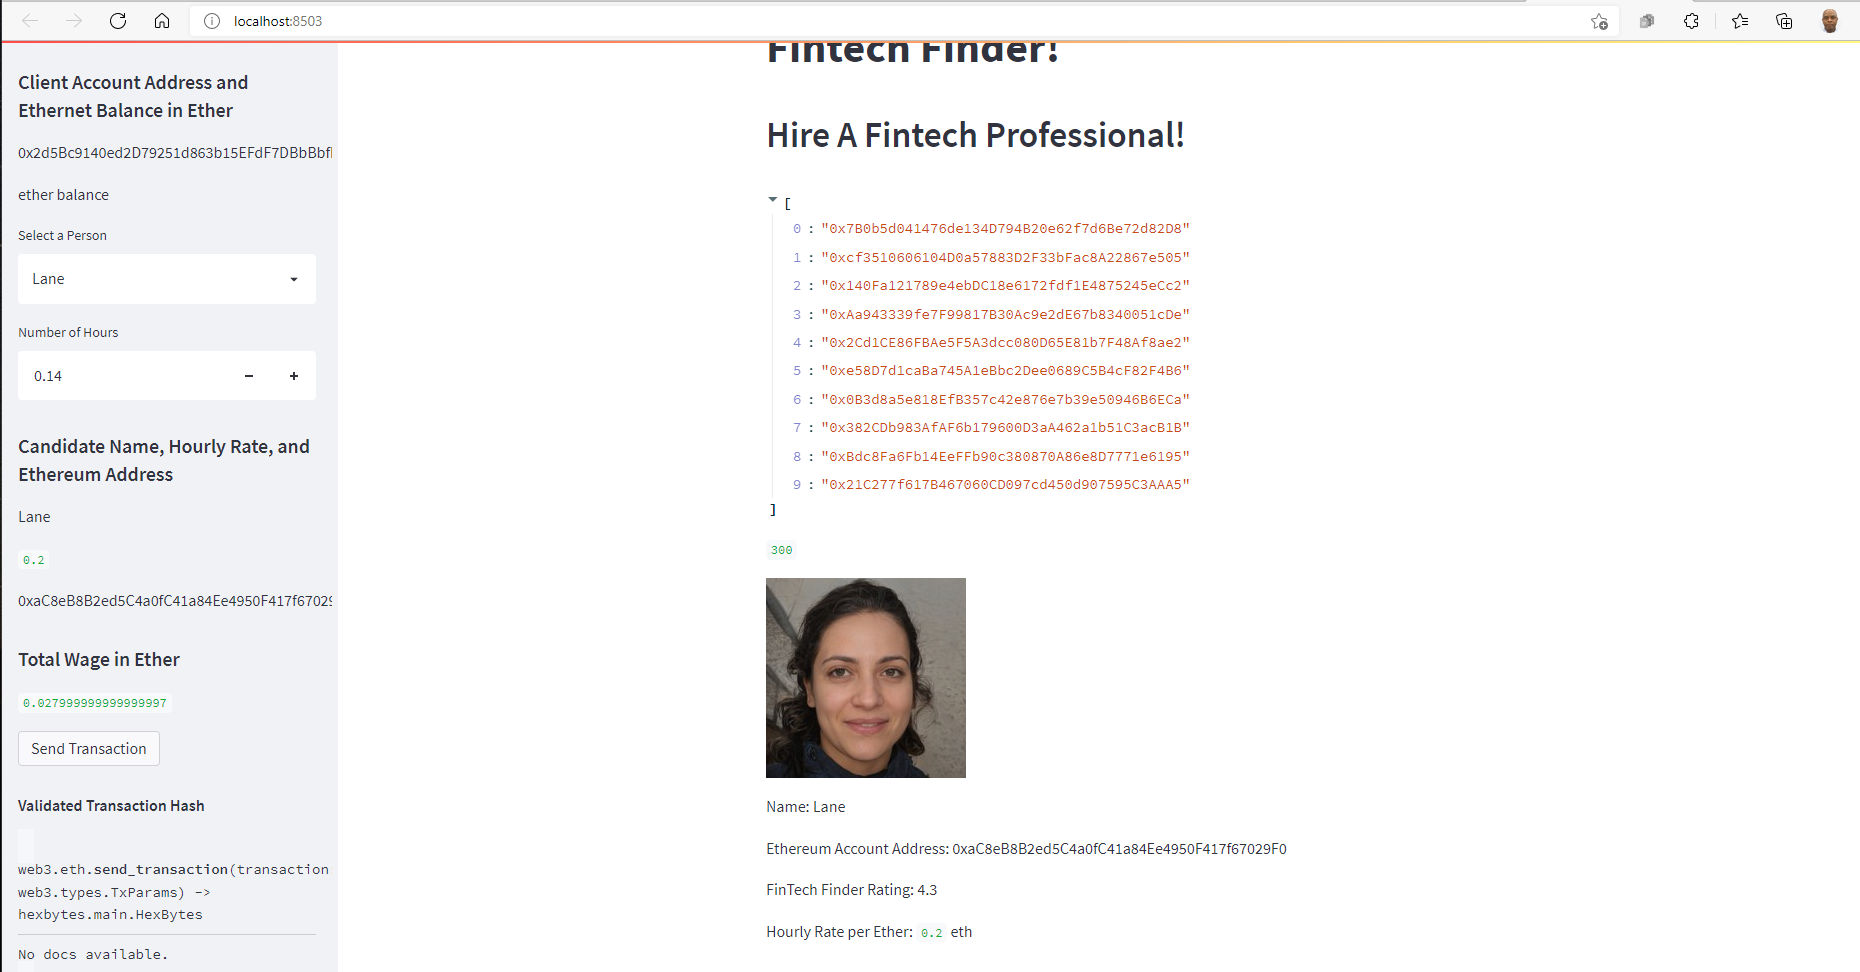 localhost:8503
Client Account Address and
Ethernet Balance in Ether
0x2d5Bc9140ed2D79251d863b15EFdF7DBbBbf
ether balance
Select a Person
Lane
Number of Hours
0.14
Candidate Name, Hourly Rate, and
Ethereum Address
Lane
0.2
0xaC8eB8B2ed5C4a0fC41a84Ee4950F417f67029
Total Wage in Ether
0.027999999999999997
Send Transaction
Validated Transaction Hash
web3.eth.send_transaction(transaction
web3.types.TxParams) ->
hexbytes.main.HexBytes
No docs available.
Fintech Finder!
Hire A Fintech Professional!
[
0 : "0x7B0b5d041476de134D794B20e62f7d6Be72d82D8"
1 : "0xcf3510606104D0a57883D2F33bFac8A22867e505"
2 : "0x140Fa121789e4ebDC18e6172fdf1E4875245eCc2"
3 : "0xAa943339fe7F99817B30Ac9e2dE67b8340051cDe"
4 : "0x2Cd1CE86FBAe5F5A3dcc080D65E81b7F48Af8ae2"
5 : "0xe58D7d1caBa745A1eBbc2Dee0689C5B4cF82F4B6"
6 : "0x0B3d8a5e818EfB357c42e876e7b39e50946B6ECa"
7 : "0x382CDb983AfAF6b179600D3aA462a1b51C3acB1B"
8 : "0xBdc8Fa6Fb14EeFFb90c380870A86e8D7771e6195"
9 : "0x21C277f617B467060CD097cd450d907595C3AAA5"
]
300
Name: Lane
Ethereum Account Address: 0xaC8eB8B2ed5C4a0fC41a84Ee4950F417f67029F0
FinTech Finder Rating: 4.3
Hourly Rate per Ether: 0.2 eth